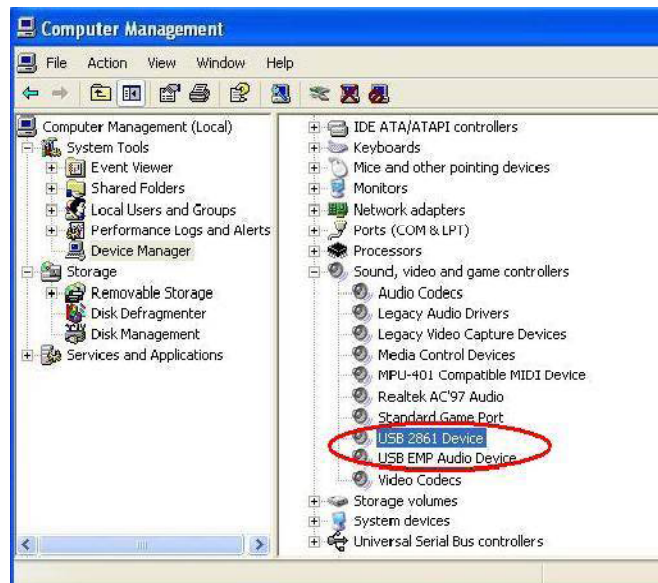 Computer Management
File Action View Window Help
Computer Management (Local)
System Tools
Event Viewer
Shared Folders
Local Users and Groups
Performance Logs and Alerts
Device Manager
Storage
Removable Storage
Disk Defragmenter
Disk Management
Services and Applications
IDE ATA/ATAPI controllers
Keyboards
Mice and other pointing devices
Monitors
Network adapters
Ports (COM & LPT)
Processors
Sound, video and game controllers
Audio Codecs
Legacy Audio Drivers
Legacy Video Capture Devices
Media Control Devices
MPU-401 Compatible MIDI Device
Realtek AC'97 Audio
Standard Game Port
USB 2861 Device
USB EMP Audio Device
Video Codecs
Storage volumes
System devices
Universal Serial Bus controllers